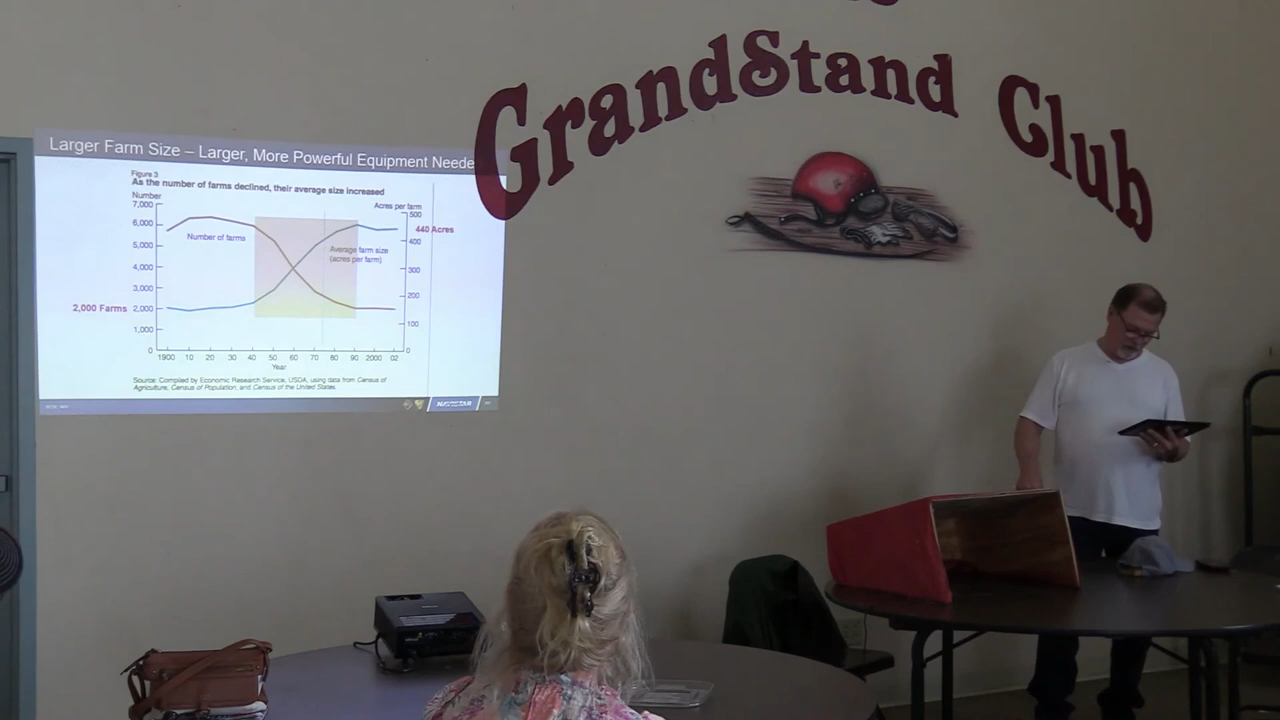 GrandStand Club
Larger Farm Size – Larger, More Powerful Equipment Neede
Figure 3
As the number of farms declined, their average size increased
Number
Acres per farm
7,000
6,000
5,000
4,000
3,000
2,000
1,000
0
500
400
300
200
100
0
440 Acres
Number of farms
Average farm size
(acres per farm)
2,000 Farms
1900 10 20 30 40 50 60 70 80 90 2000 02
Year
Source: Compiled by Economic Research Service, USDA, using data from Census of
Agriculture, Census of Population, and Census of the United States.
NAVISTAR